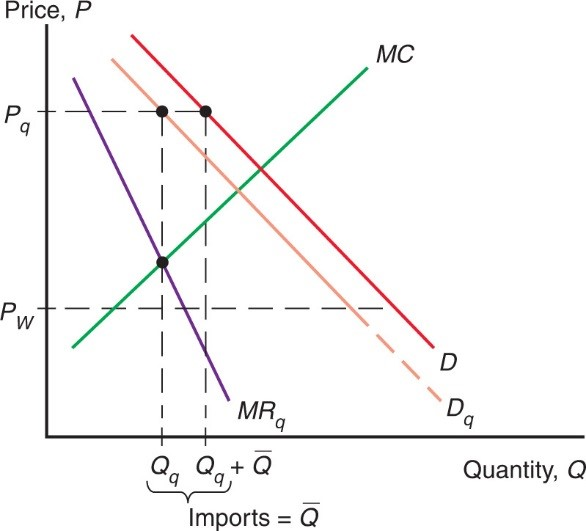 Price, P
MC
P_q
P_W
D
MR_q
D_q
Q_q
Q_q + Q̅
Quantity, Q
Imports = Q̅